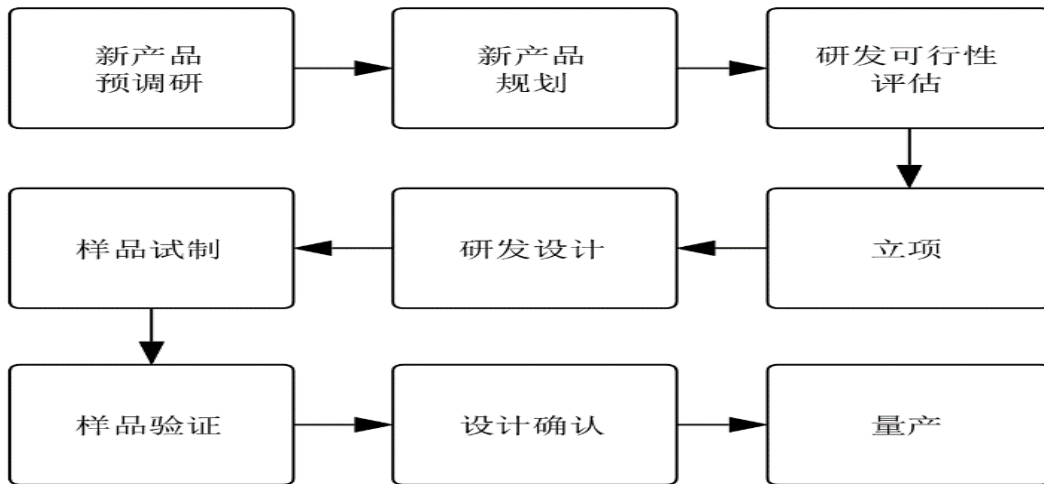 新产品
预调研
新产品
规划
研发可行性
评估
样品试制
研发设计
立项
样品验证
设计确认
量产